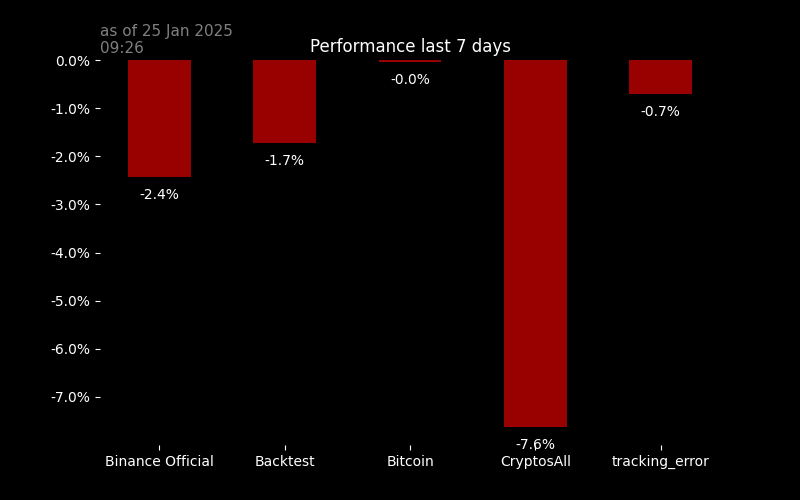 as of 25 Jan 2025
09:26
Performance last 7 days
0.0%
-1.0%
-2.0%
-3.0%
-4.0%
-5.0%
-6.0%
-7.0%
-2.4%
-1.7%
-0.0%
-7.6%
-0.7%
Binance Official
Backtest
Bitcoin
CryptosAll
tracking_error